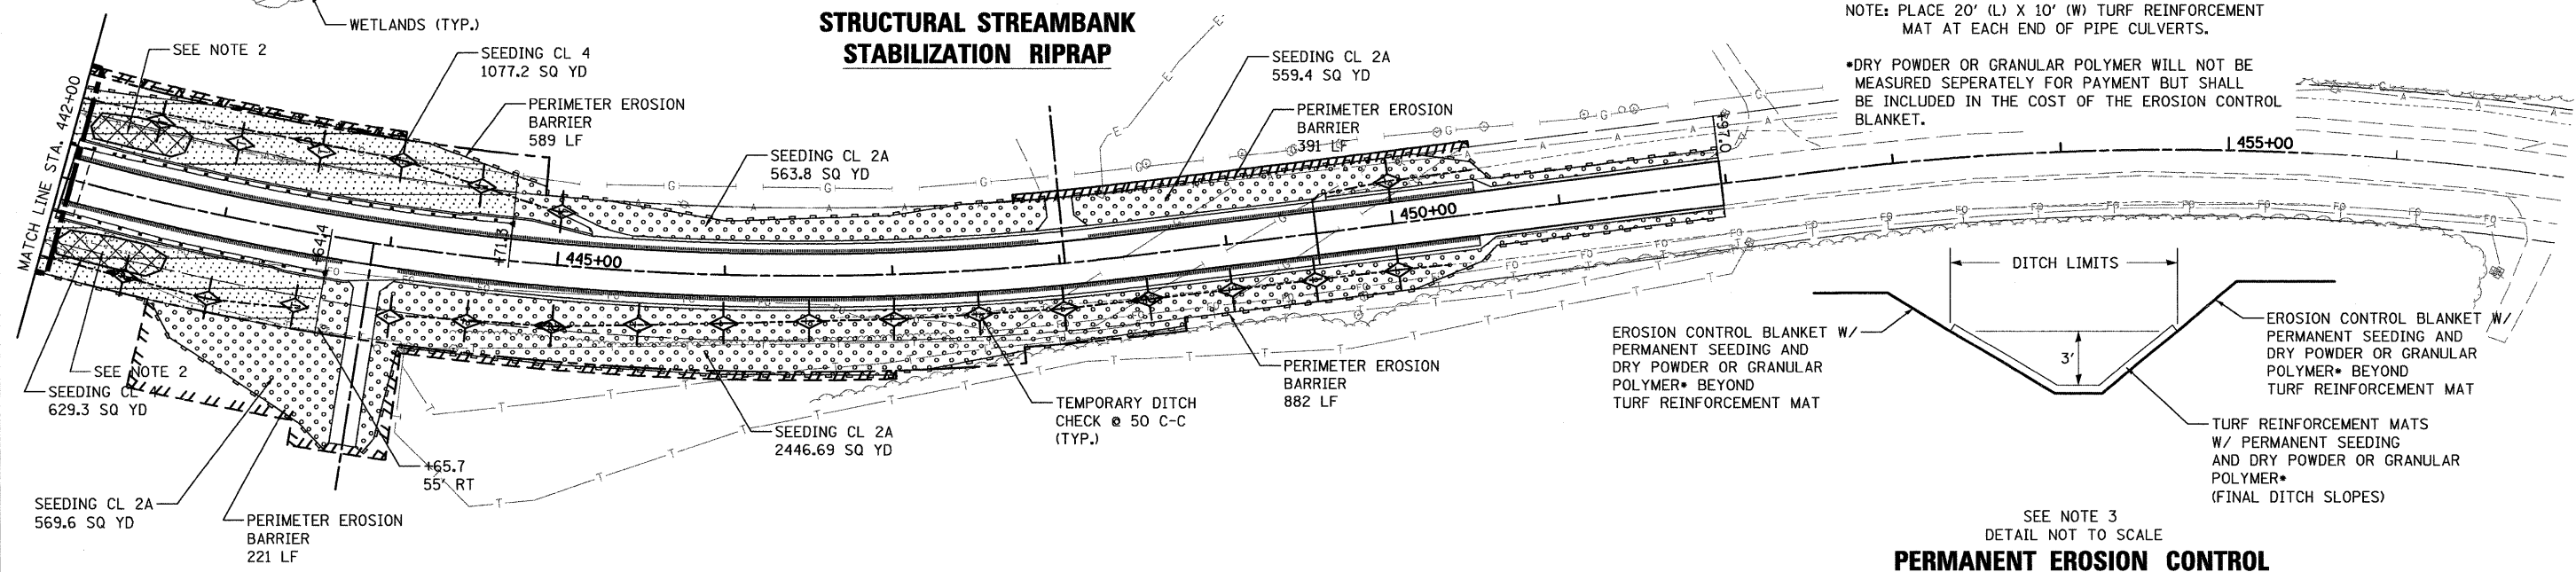 WETLANDS (TYP.)
STRUCTURAL STREAMBANK
STABILIZATION RIPRAP
NOTE: PLACE 20' (L) X 10' (W) TURF REINFORCEMENT
MAT AT EACH END OF PIPE CULVERTS.
*DRY POWDER OR GRANULAR POLYMER WILL NOT BE
MEASURED SEPERATELY FOR PAYMENT BUT SHALL
BE INCLUDED IN THE COST OF THE EROSION CONTROL
BLANKET.
MATCH LINE STA. 442+00
SEE NOTE 2
SEEDING CL 4
1077.2 SQ YD
PERIMETER EROSION
BARRIER
589 LF
SEEDING CL 2A
563.8 SQ YD
SEEDING CL 2A
559.4 SQ YD
PERIMETER EROSION
BARRIER
391 LF
+97.0
455+00
450+00
445+00
+64.4
+71.3
SEE NOTE 2
SEEDING CL
629.3 SQ YD
SEEDING CL 2A
569.6 SQ YD
PERIMETER EROSION
BARRIER
221 LF
+65.7
55' RT
SEEDING CL 2A
2446.69 SQ YD
TEMPORARY DITCH
CHECK @ 50 C-C
(TYP.)
PERIMETER EROSION
BARRIER
882 LF
DITCH LIMITS
3'
EROSION CONTROL BLANKET W/
PERMANENT SEEDING AND
DRY POWDER OR GRANULAR
POLYMER* BEYOND
TURF REINFORCEMENT MAT
EROSION CONTROL BLANKET W/
PERMANENT SEEDING AND
DRY POWDER OR GRANULAR
POLYMER* BEYOND
TURF REINFORCEMENT MAT
TURF REINFORCEMENT MATS
W/ PERMANENT SEEDING
AND DRY POWDER OR GRANULAR
POLYMER*
(FINAL DITCH SLOPES)
SEE NOTE 3
DETAIL NOT TO SCALE
PERMANENT EROSION CONTROL